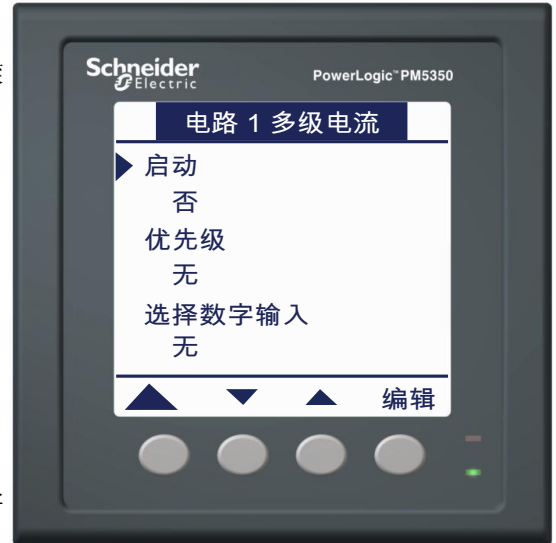 Schneider
Electric
PowerLogic™ PM5350
电路 1 多级电流
启动
否
优先级
无
选择数字输入
无
编辑